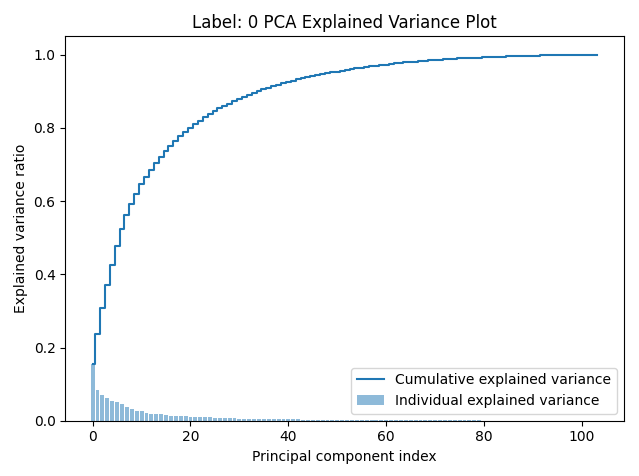 Label: 0 PCA Explained Variance Plot
Explained variance ratio
1.0
0.8
0.6
0.4
0.2
0.0
Cumulative explained variance
Individual explained variance
0 20 40 60 80 100
Principal component index